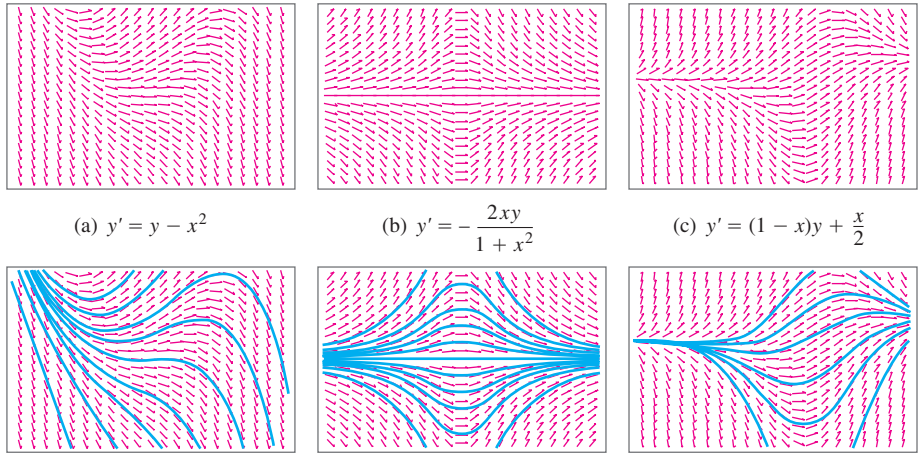 (a) y′ = y − x²
(b) y′ = − 2xy / (1 + x²)
(c) y′ = (1 − x)y + x/2